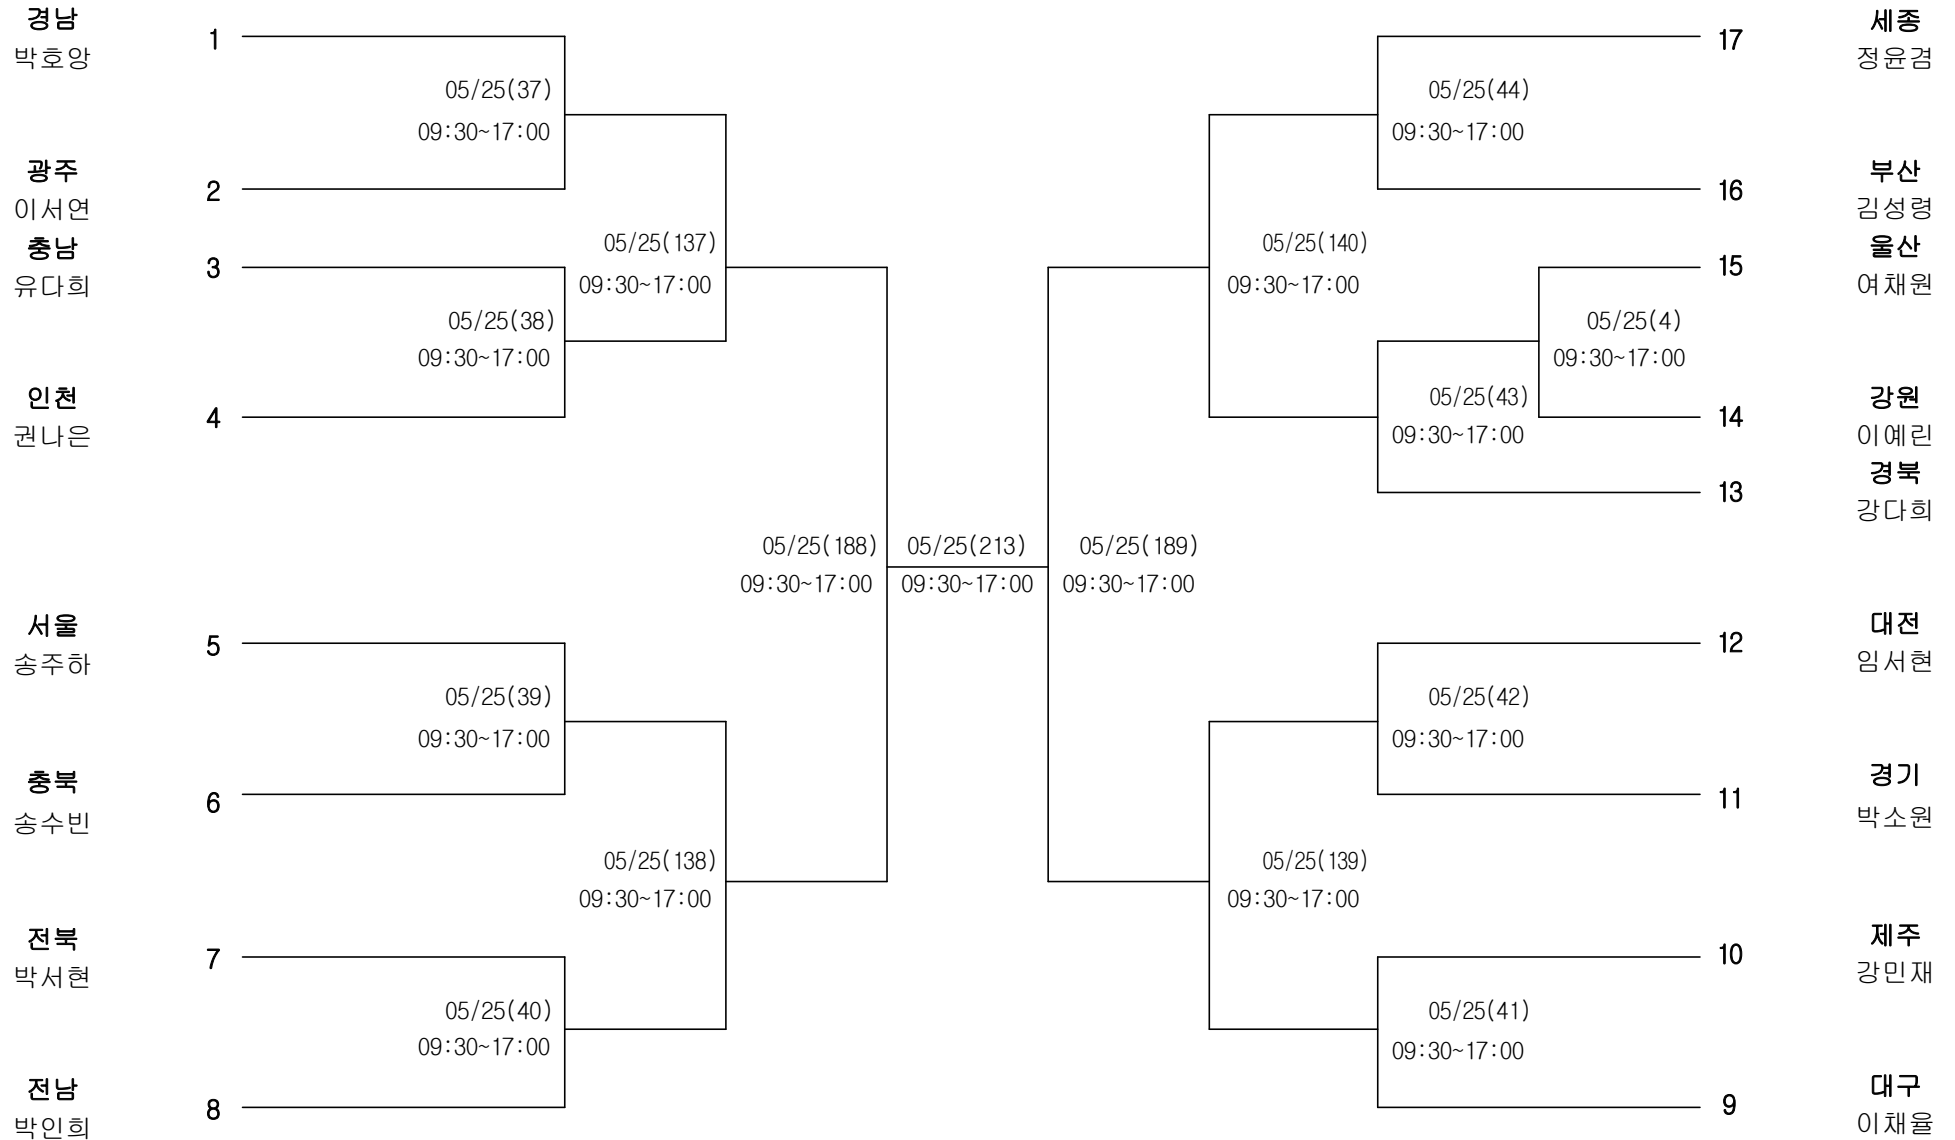 경남
박호앙
1
05/25(37)
09:30~17:00
광주
이서연
2
충남
유다희
3
05/25(137)
09:30~17:00
05/25(38)
09:30~17:00
인천
권나은
4
05/25(188)
09:30~17:00
서울
송주하
5
05/25(39)
09:30~17:00
충북
송수빈
6
05/25(138)
09:30~17:00
전북
박서현
7
05/25(40)
09:30~17:00
전남
박인희
8
05/25(213)
09:30~17:00
세종
정윤겸
17
05/25(44)
09:30~17:00
부산
김성령
16
05/25(140)
09:30~17:00
울산
여채원
15
05/25(4)
09:30~17:00
05/25(43)
09:30~17:00
강원
이예린
14
경북
강다희
13
05/25(189)
09:30~17:00
대전
임서현
12
05/25(42)
09:30~17:00
경기
박소원
11
05/25(139)
09:30~17:00
제주
강민재
10
05/25(41)
09:30~17:00
대구
이채율
9